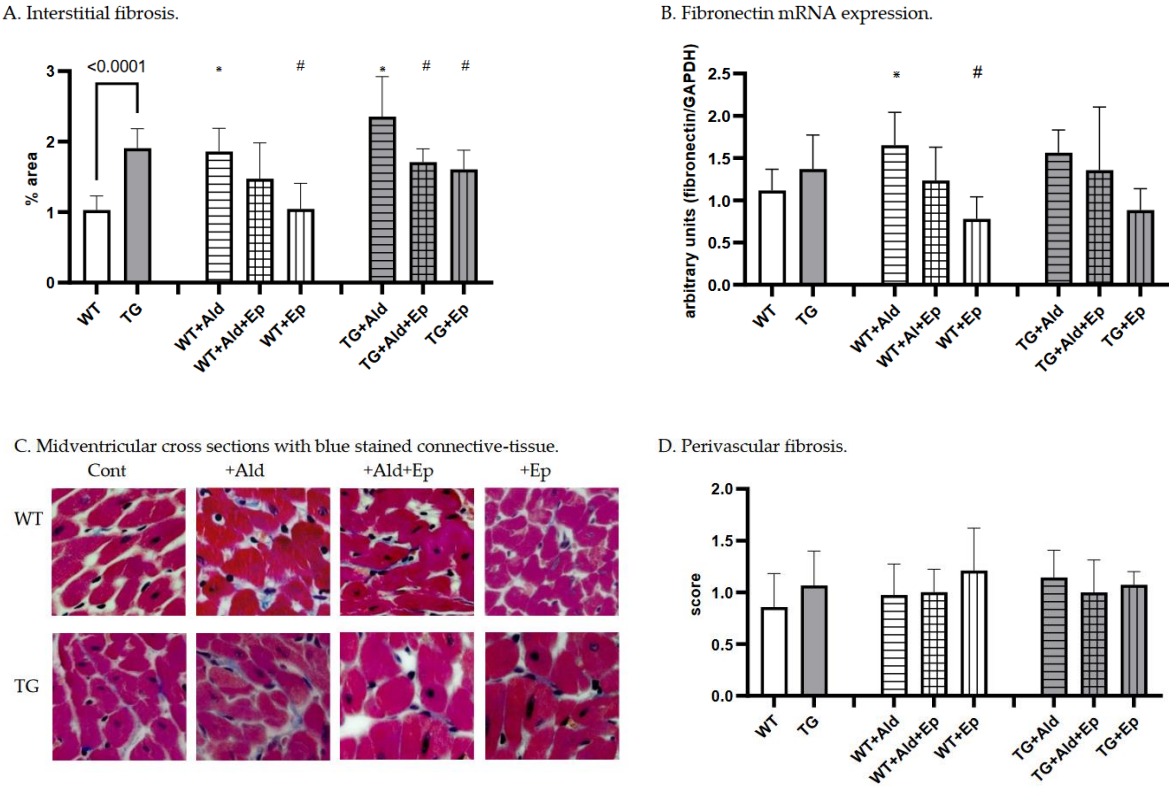 A. Interstitial fibrosis.
<0.0001
*
#
*
#
#
3
2
1
0
% area
WT
TG
WT+Ald
WT+Ald+Ep
WT+Ep
TG+Ald
TG+Ald+Ep
TG+Ep
B. Fibronectin mRNA expression.
*
#
2.5
2.0
1.5
1.0
0.5
0.0
arbitrary units (fibronectin/GAPDH)
WT
TG
WT+Ald
WT+Al+Ep
WT+Ep
TG+Ald
TG+Ald+Ep
TG+Ep
C. Midventricular cross sections with blue stained connective-tissue.
Cont +Ald +Ald+Ep +Ep
WT
TG
D. Perivascular fibrosis.
2.0
1.5
1.0
0.5
0.0
score
WT
TG
WT+Ald
WT+Ald+Ep
WT+Ep
TG+Ald
TG+Ald+Ep
TG+Ep